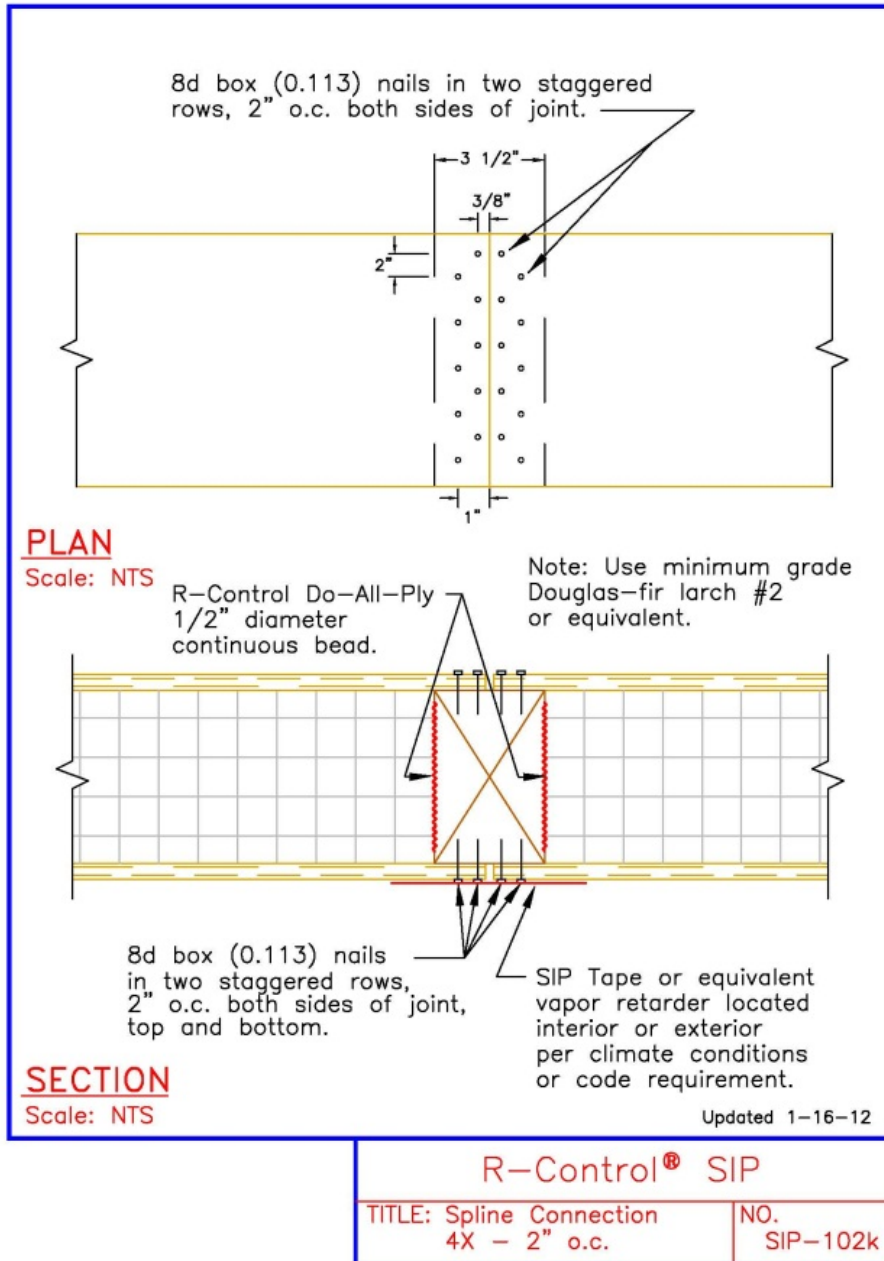 8d box (0.113) nails in two staggered
rows, 2" o.c. both sides of joint.
3 1/2"
3/8"
2"
1"
PLAN
Scale: NTS
R-Control Do-All-Ply
1/2" diameter
continuous bead.
Note: Use minimum grade
Douglas-fir larch #2
or equivalent.
8d box (0.113) nails
in two staggered rows,
2" o.c. both sides of joint,
top and bottom.
SIP Tape or equivalent
vapor retarder located
interior or exterior
per climate conditions
or code requirement.
SECTION
Scale: NTS
Updated 1-16-12
R-Control® SIP
TITLE: Spline Connection
4X - 2" o.c.
NO.
SIP-102k